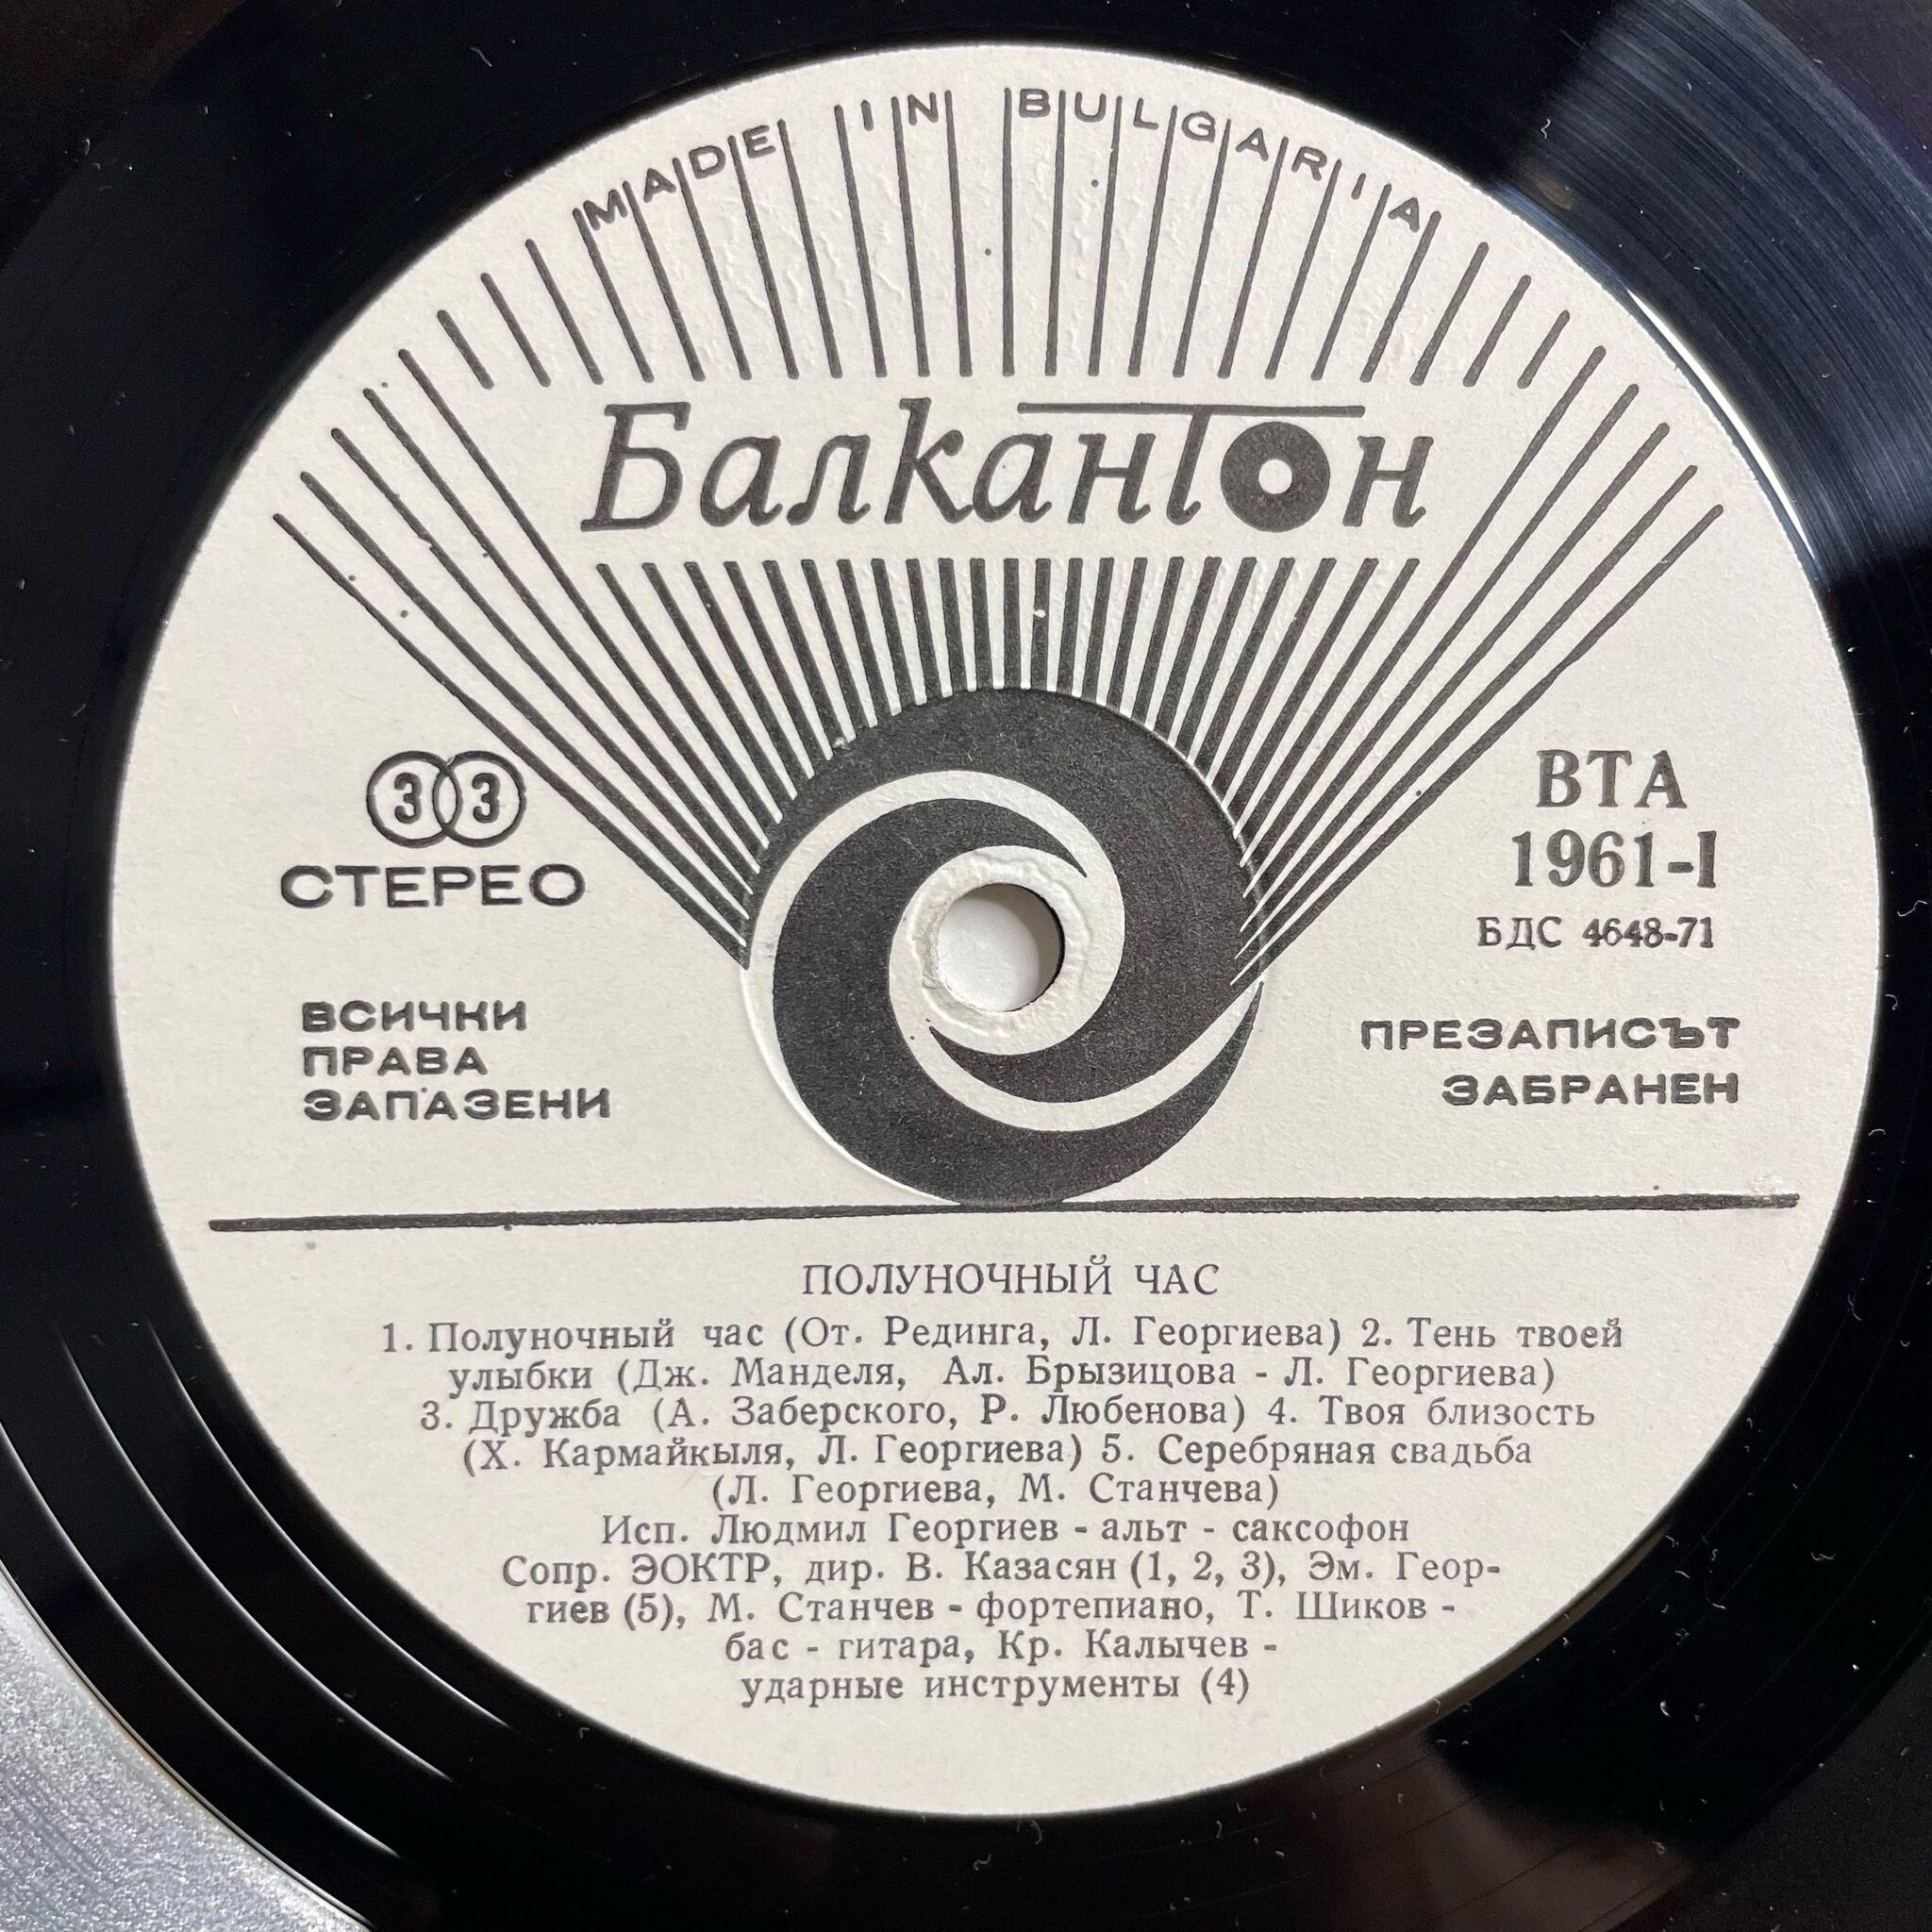 MADE IN BULGARIA
Балкантон
33
СТЕРЕО
ВТА
1961-I
БДС 4648-71
ВСИЧКИ
ПРАВА
ЗАПАЗЕНИ
ПРЕЗАПИСЪТ
ЗАБРАНЕН
ПОЛУНОЧНЫЙ ЧАС
1. Полуночный час (От. Рединга, Л. Георгиева) 2. Тень твоей
улыбки (Дж. Манделя, Ал. Брызицова - Л. Георгиева)
3. Дружба (А. Заберского, Р. Любенова) 4. Твоя близость
(Х. Кармайкыля, Л. Георгиева) 5. Серебряная свадьба
(Л. Георгиева, М. Станчева)
Исп. Людмил Георгиев - альт - саксофон
Сопр. ЭОКТР, дир. В. Казасян (1, 2, 3), Эм. Геор-
гиев (5), М. Станчев - фортепиано, Т. Шиков -
бас - гитара, Кр. Калычев -
ударные инструменты (4)